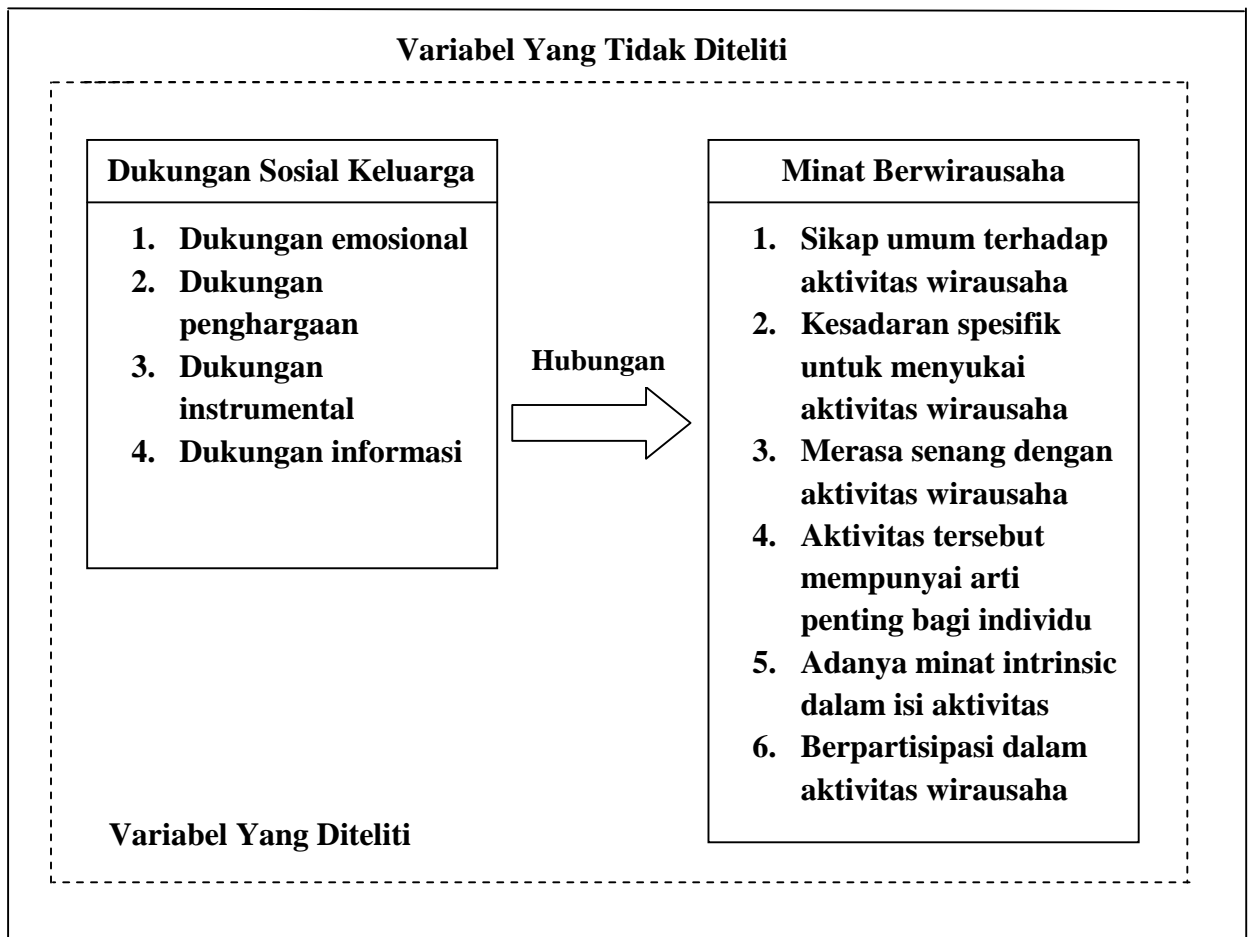 Variabel Yang Tidak Diteliti
Dukungan Sosial Keluarga
1. Dukungan emosional
2. Dukungan
penghargaan
3. Dukungan
instrumental
4. Dukungan informasi
Hubungan
Minat Berwirausaha
1. Sikap umum terhadap
aktivitas wirausaha
2. Kesadaran spesifik
untuk menyukai
aktivitas wirausaha
3. Merasa senang dengan
aktivitas wirausaha
4. Aktivitas tersebut
mempunyai arti
penting bagi individu
5. Adanya minat intrinsic
dalam isi aktivitas
6. Berpartisipasi dalam
aktivitas wirausaha
Variabel Yang Diteliti